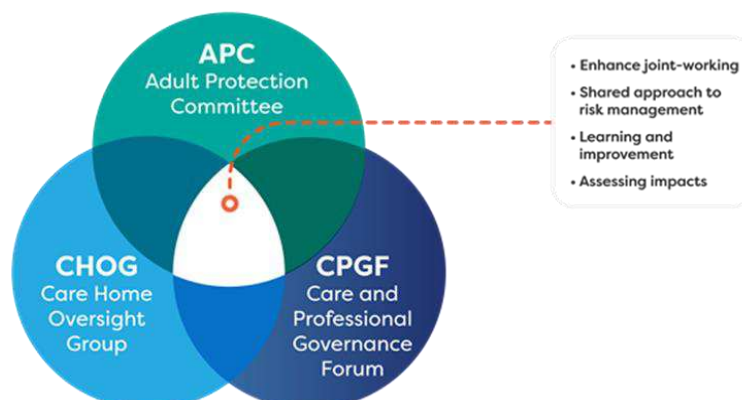 APC
Adult Protection
Committee
CHOG
Care Home
Oversight
Group
CPGF
Care and
Professional
Governance
Forum
• Enhance joint-working
• Shared approach to
risk management
• Learning and
improvement
• Assessing impacts